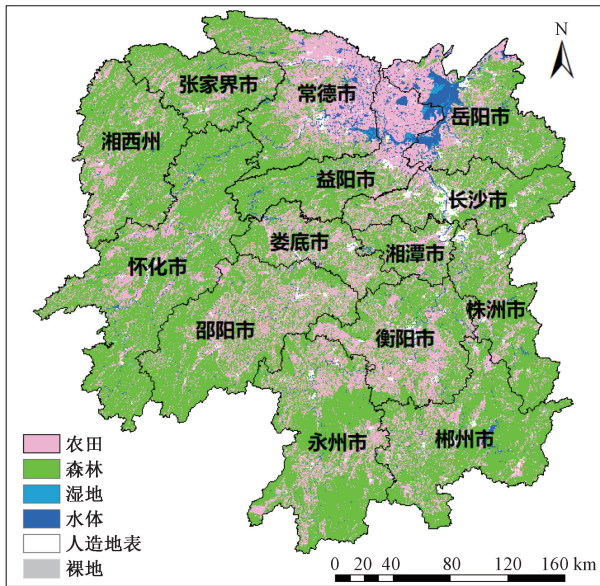 N
张家界市
常德市
岳阳市
湘西州
益阳市
长沙市
娄底市
湘潭市
怀化市
株洲市
邵阳市
衡阳市
永州市
郴州市
农田
森林
湿地
水体
人造地表
裸地
0 20 40 80 120 160 km